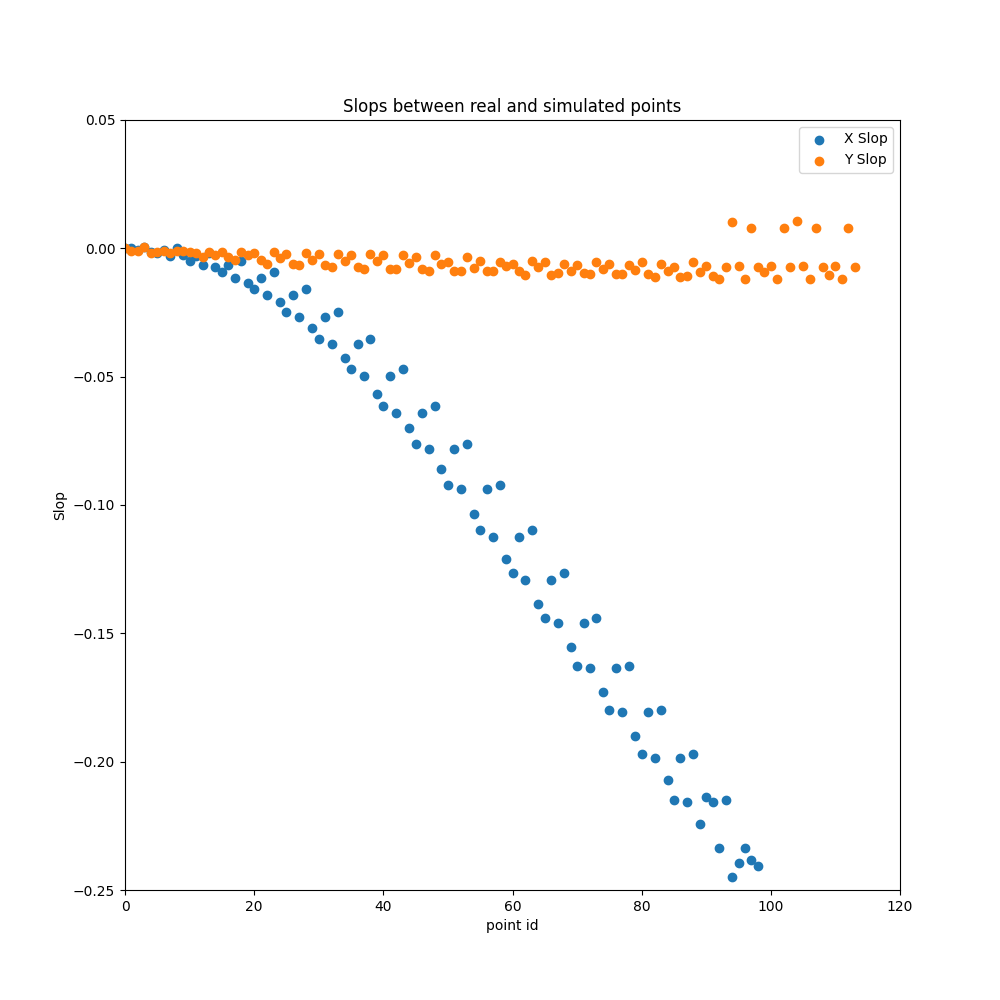 Slops between real and simulated points
0.05
X Slop
Y Slop
0.00
−0.05
−0.10
Slop
−0.15
−0.20
−0.25
0 20 40 60 80 100 120
point id